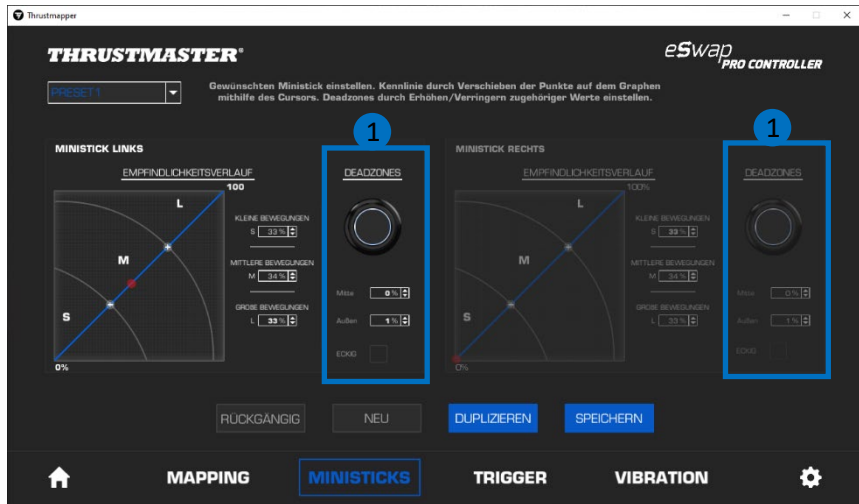 Thrustmapper
THRUSTMASTER®
eSwap
PRO CONTROLLER
PRESET1
Gewünschten Ministick einstellen. Kennlinie durch Verschieben der Punkte auf dem Graphen
mithilfe des Cursors. Deadzones durch Erhöhen/Verringern zugehöriger Werte einstellen.
1
1
MINISTICK LINKS
EMPFINDLICHKEITSVERLAUF
100
L
M
S
0%
KLEINE BEWEGUNGEN
S 33 %
MITTLERE BEWEGUNGEN
M 34 %
GROßE BEWEGUNGEN
L 33 %
DEADZONES
Mitte 0 %
Außen 1 %
ECKIG
MINISTICK RECHTS
EMPFINDLICHKEITSVERLAUF
100%
L
M
S
0%
KLEINE BEWEGUNGEN
S 33 %
MITTLERE BEWEGUNGEN
M 34 %
GROßE BEWEGUNGEN
L 33 %
DEADZONES
Mitte 0 %
Außen 1 %
ECKIG
RÜCKGÄNGIG
NEU
DUPLIZIEREN
SPEICHERN
MAPPING
MINISTICKS
TRIGGER
VIBRATION